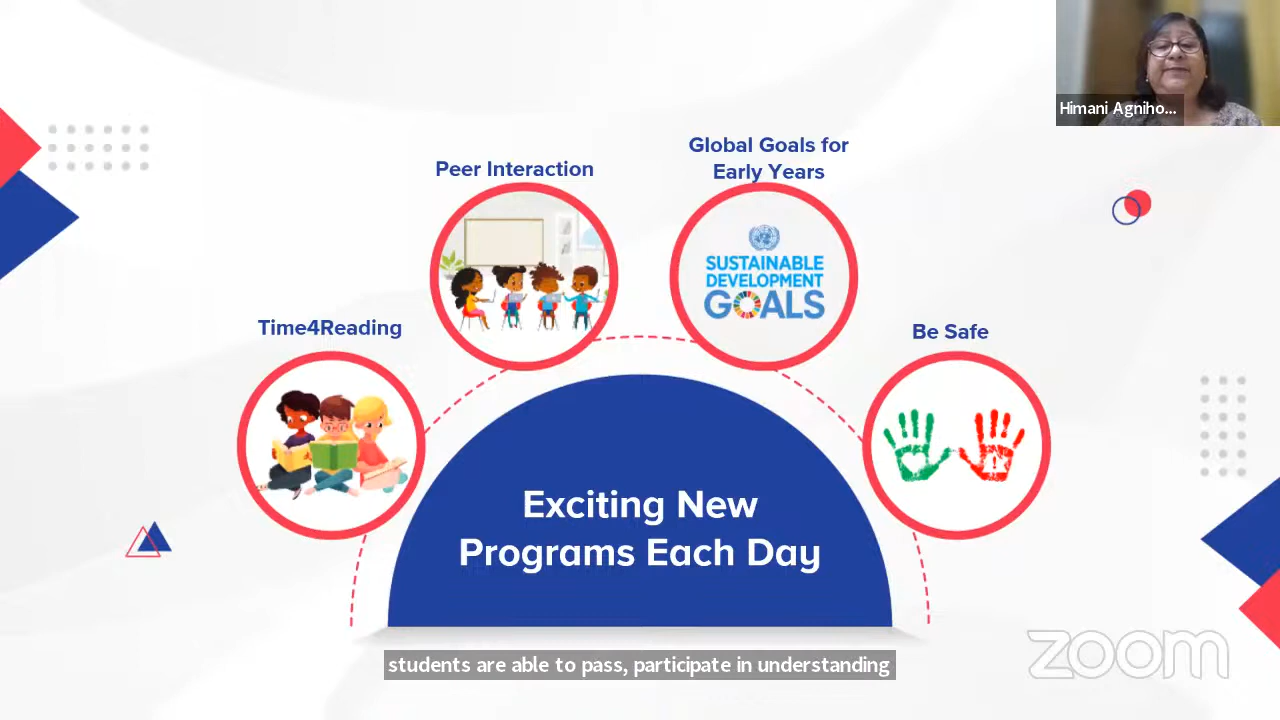 Himani Agniho...
Global Goals for
Early Years
Peer Interaction
SUSTAINABLE
DEVELOPMENT
GOALS
Time4Reading
Be Safe
!
Exciting New
Programs Each Day
students are able to pass, participate in understanding
zoom